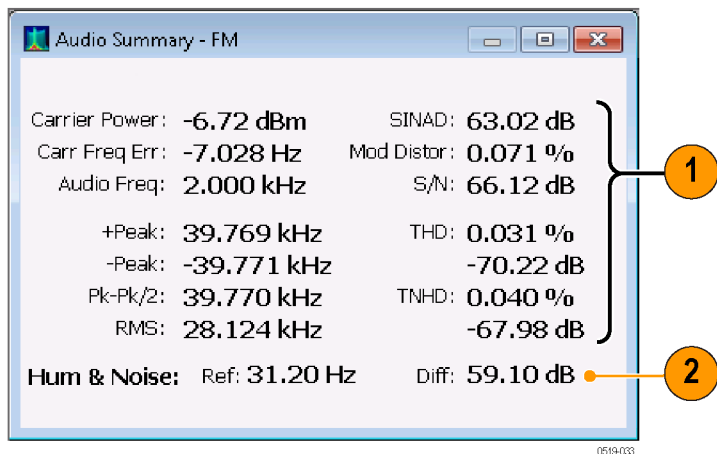 Audio Summary - FM
Carrier Power: -6.72 dBm SINAD: 63.02 dB
Carr Freq Err: -7.028 Hz Mod Distor: 0.071 %
Audio Freq: 2.000 kHz S/N: 66.12 dB
1
+Peak: 39.769 kHz THD: 0.031 %
-Peak: -39.771 kHz -70.22 dB
Pk-Pk/2: 39.770 kHz TNHD: 0.040 %
RMS: 28.124 kHz -67.98 dB
Hum & Noise: Ref: 31.20 Hz Diff: 59.10 dB 2
0519-033